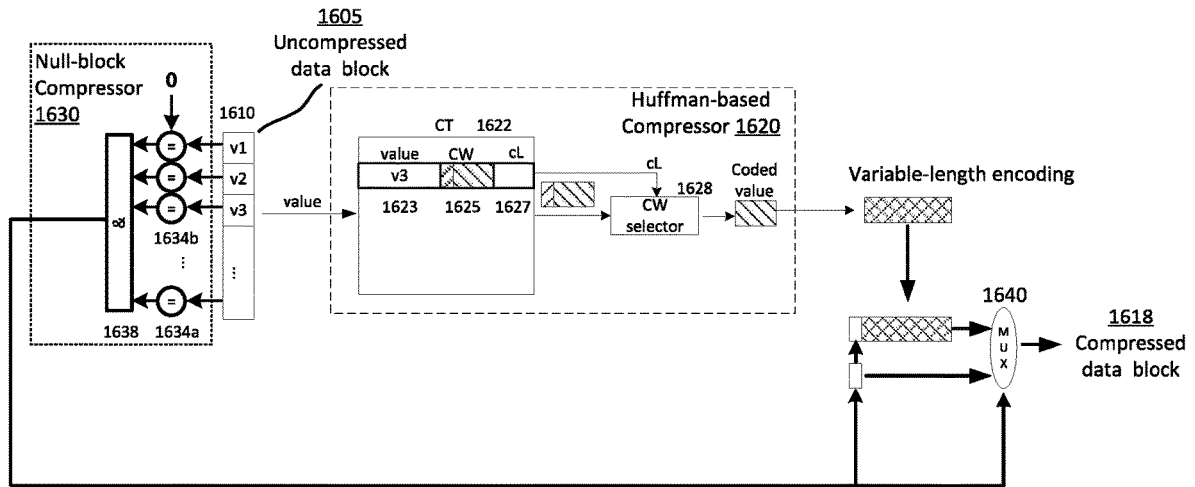 1605
Uncompressed
data block
Null-block
Compressor
1630
0
1610
=
v1
=
v2
=
v3
1634b
...
...
=
&
1638
1634a
value
Huffman-based
Compressor 1620
CT 1622
value CW cL
v3
1623 1625 1627
cL
1628
CW
selector
Coded
value
Variable-length encoding
1640
MUX
1618
Compressed
data block